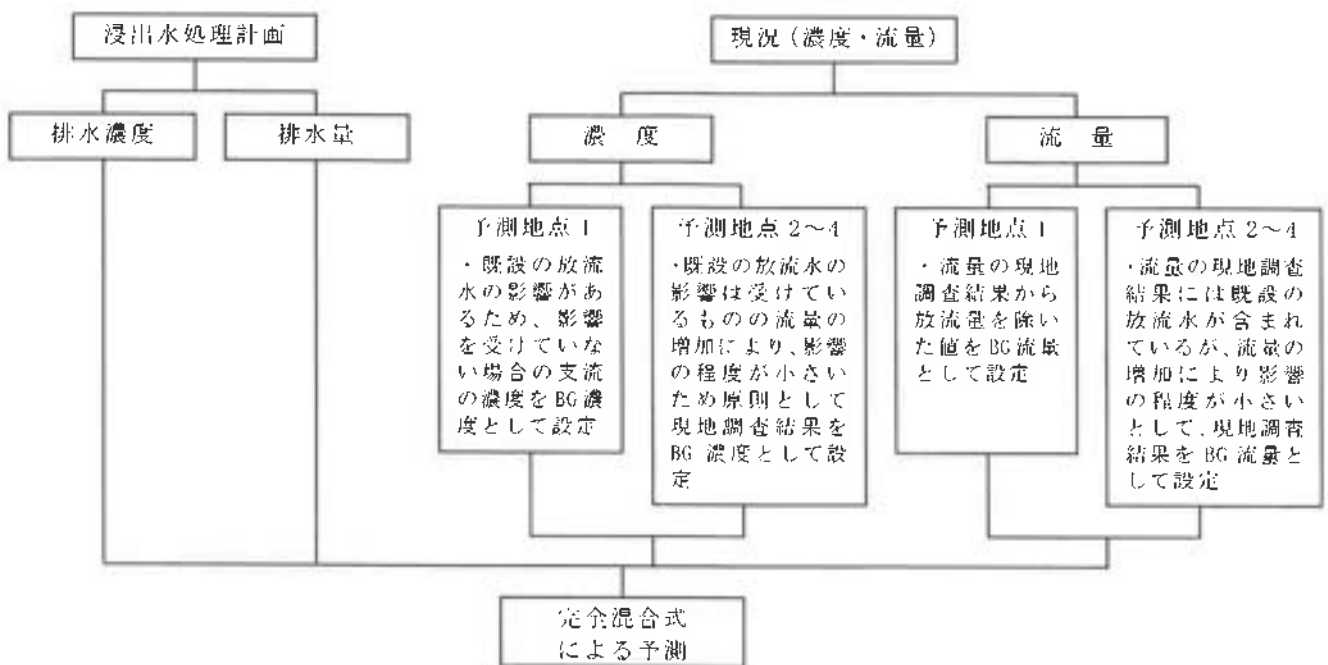 浸出水処理計画
現況(濃度・流量)
排水濃度
排水量
濃 度
流 量
予測地点1
・既設の放流
水の影響があ
るため、影響
を受けていな
い場合の支流
の濃度をBG濃
度として設定
予測地点2～4
・既設の放流水の
影響は受けてい
るものの流量の
増加により、影響
の程度が小さい
ため原則として
現地調査結果を
BG 濃度として設
定
予測地点1
・流量の現地
調査結果から
放流量を除い
た値をBG流量
として設定
予測地点2～4
・流量の現地調査
結果には既設の
放流水が含まれ
ているが、流量の
増加により影響
の程度が小さい
として、現地調査
結果をBG流量と
して設定
完全混合式
による予測